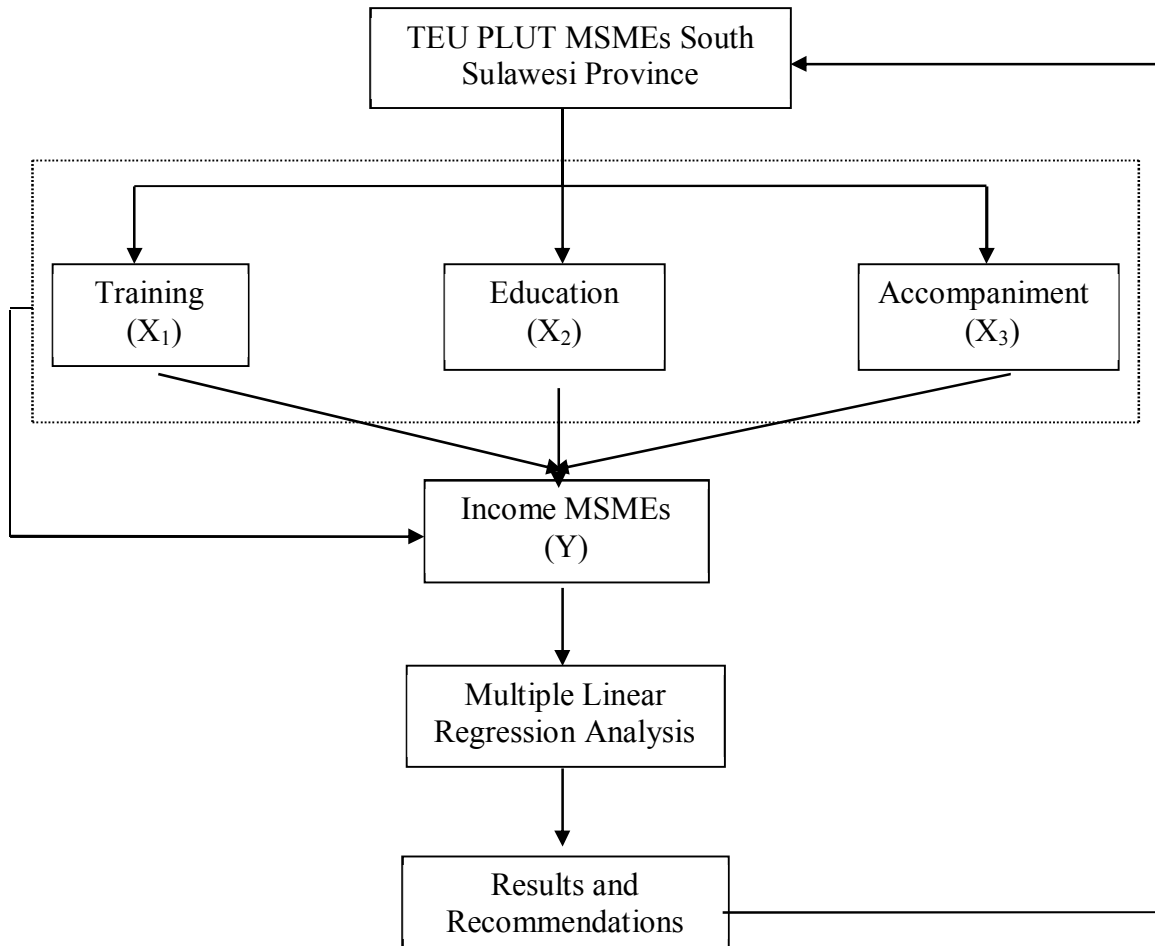 TEU PLUT MSMEs South
Sulawesi Province
Training
(X₁)
Education
(X₂)
Accompaniment
(X₃)
Income MSMEs
(Y)
Multiple Linear
Regression Analysis
Results and
Recommendations